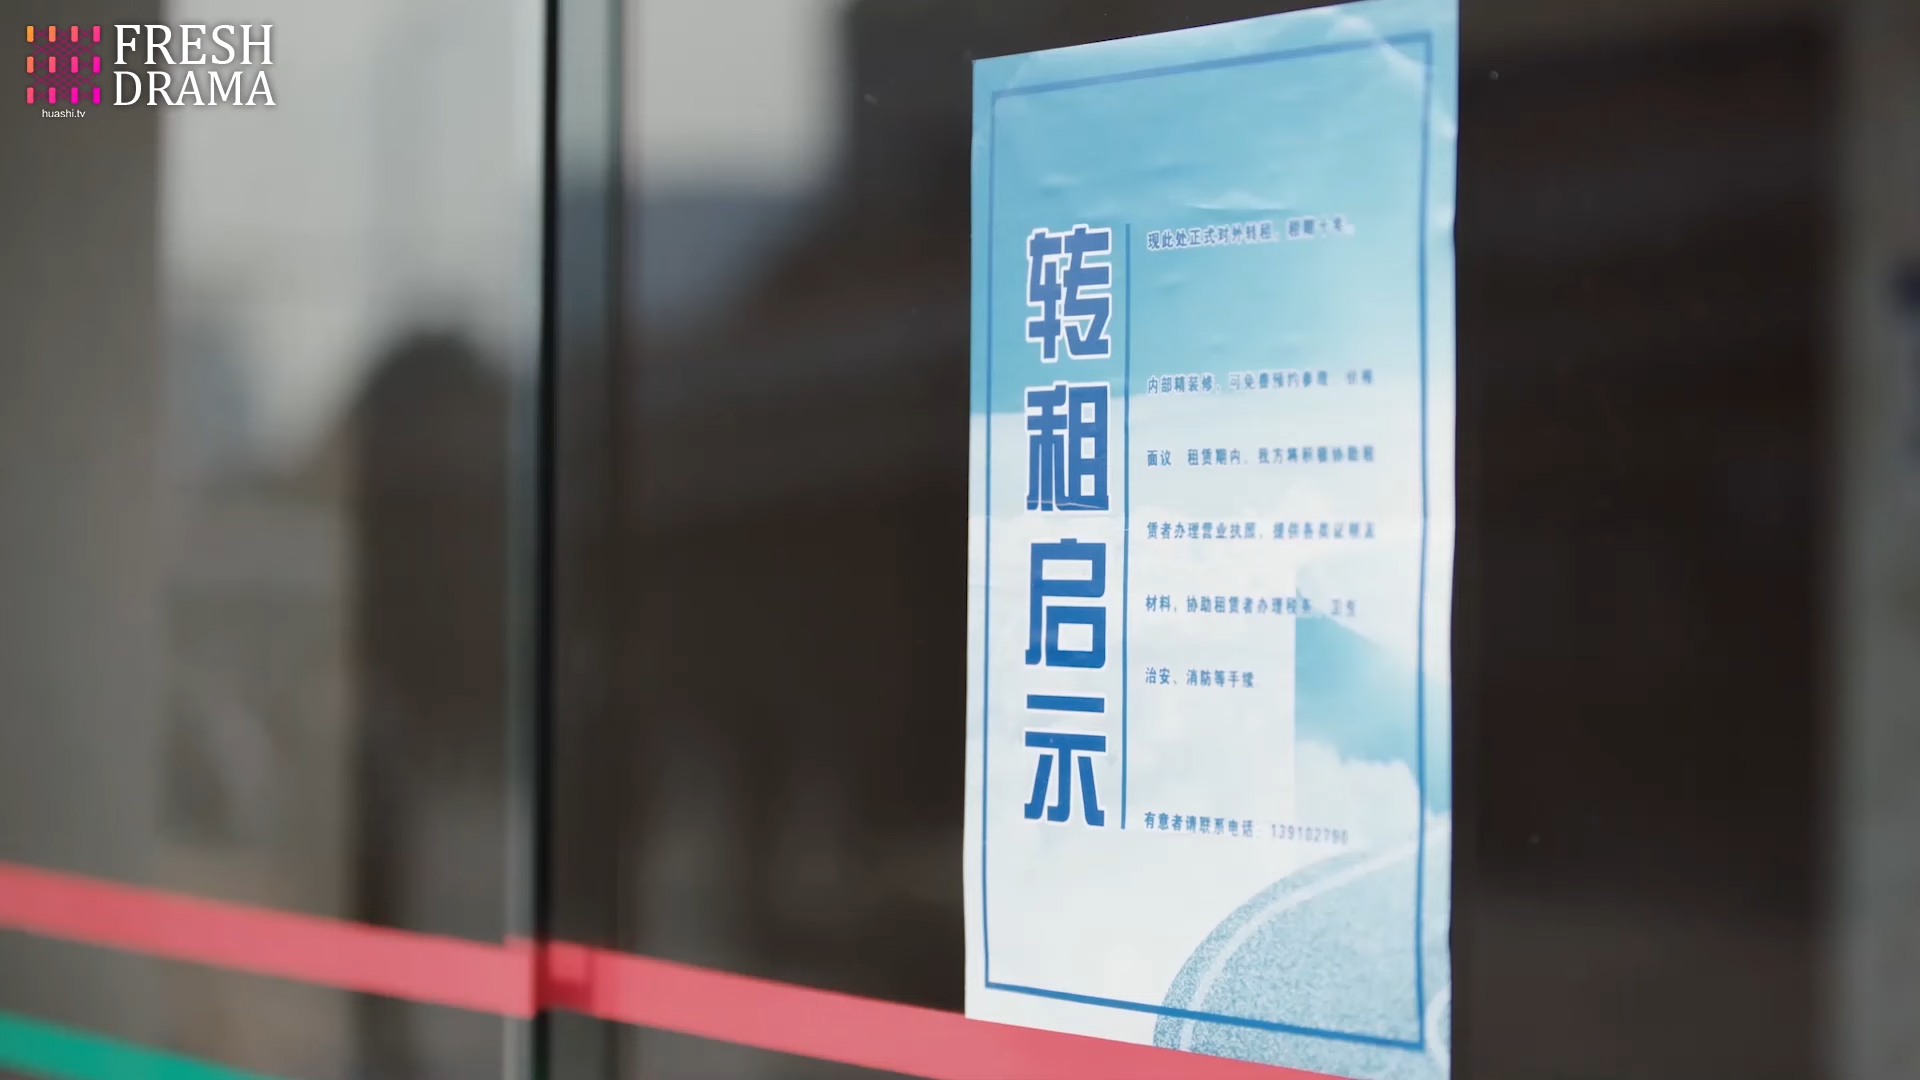 FRESH
DRAMA
huashi.tv
转租启示
现此处正式对外转租，租期十年。
内部精装修，可免费预约参观 价格
面议 租赁期内，我方将积极协助租
赁者办理营业执照，提供各类证明及
材料，协助租赁者办理税务、卫生
治安、消防等手续
有意者请联系电话：139102790